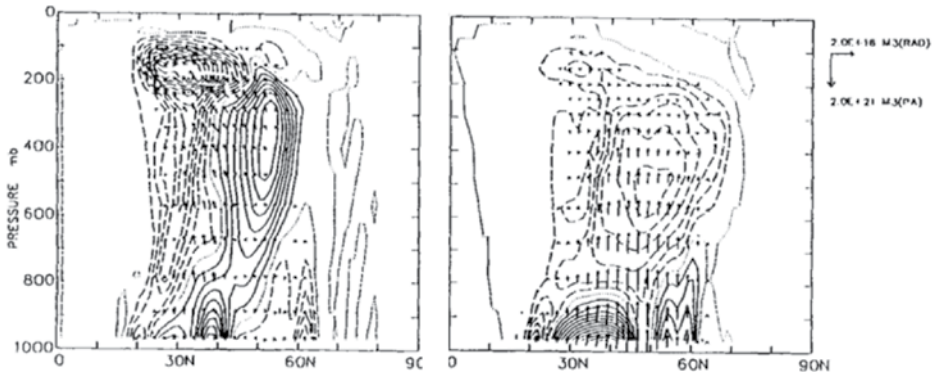 0
200
400
600
800
1000
PRESSURE mb
0 30N 60N 90
0 30N 60N 90N
2.0E+16 M3(RAD)
2.0E+21 M3(PA)